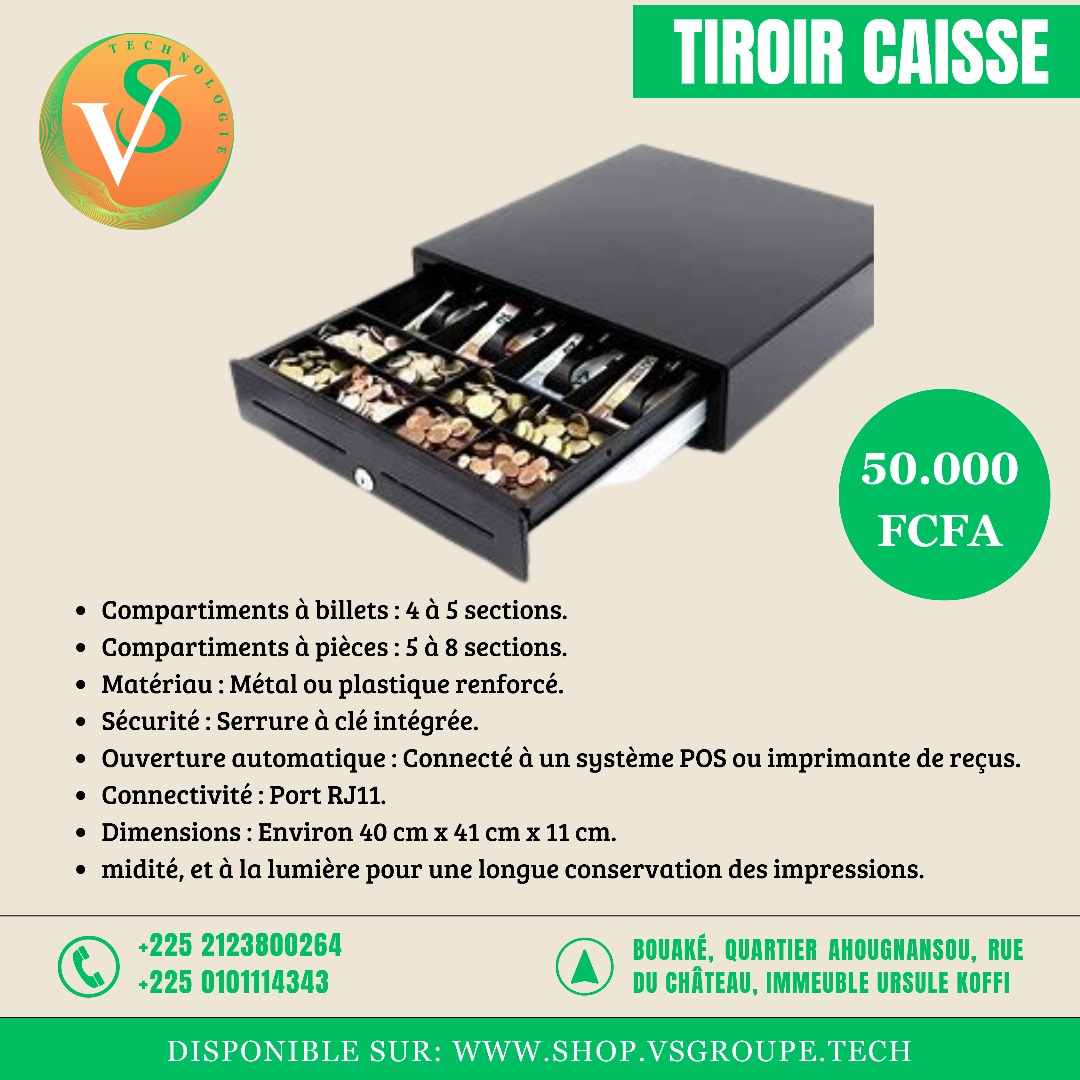 TECHNOLOGIE
VS
TIROIR CAISSE
50.000
FCFA
Compartiments à billets : 4 à 5 sections.
Compartiments à pièces : 5 à 8 sections.
Matériau : Métal ou plastique renforcé.
Sécurité : Serrure à clé intégrée.
Ouverture automatique : Connecté à un système POS ou imprimante de reçus.
Connectivité : Port RJ11.
Dimensions : Environ 40 cm x 41 cm x 11 cm.
midité, et à la lumière pour une longue conservation des impressions.
+225 2123800264
+225 0101114343
BOUAKÉ, QUARTIER AHOUGNANSOU, RUE
DU CHÂTEAU, IMMEUBLE URSULE KOFFI
DISPONIBLE SUR: WWW.SHOP.VSGROUPE.TECH